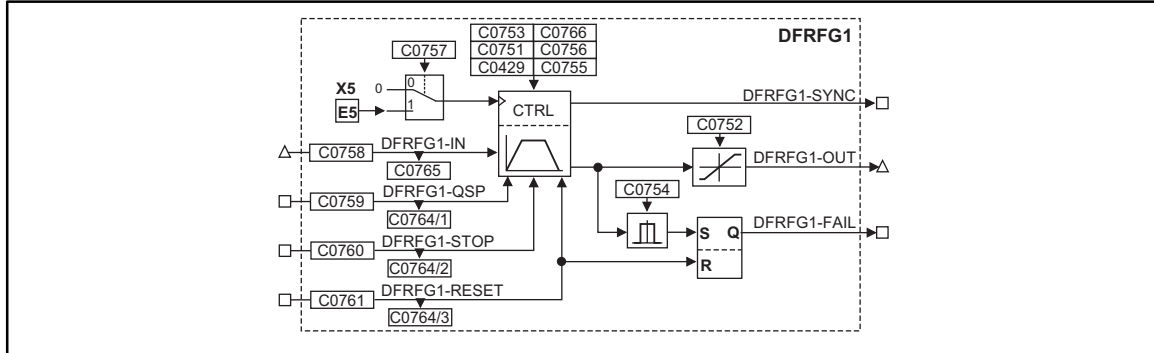 C0753 C0766
DFRFG1
C0757
C0751 C0756
C0429 C0755
X5 0 0
DFRFG1-SYNC
E5 1
CTRL
C0752
C0758 DFRFG1-IN
DFRFG1-OUT
C0765
C0754
C0759 DFRFG1-QSP
C0764/1
DFRFG1-FAIL
S Q
C0760 DFRFG1-STOP
C0764/2
R
C0761 DFRFG1-RESET
C0764/3